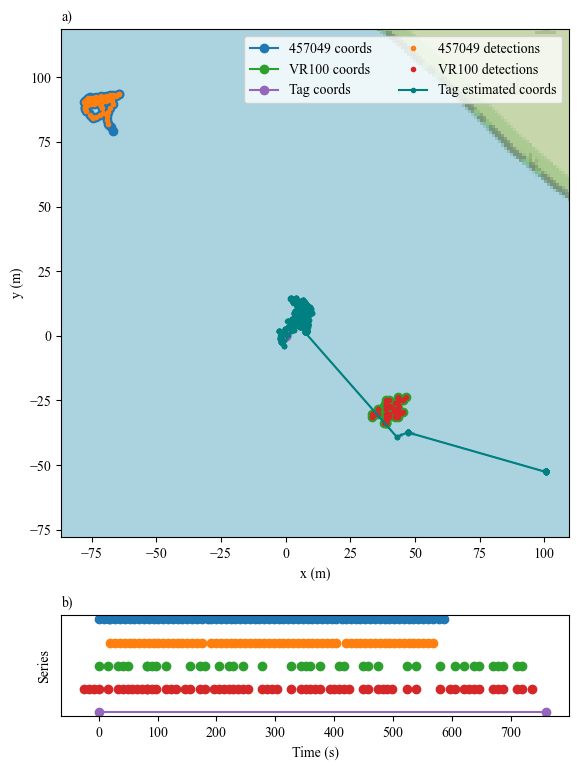 a)
457049 coords
VR100 coords
Tag coords
457049 detections
VR100 detections
Tag estimated coords
100
75
50
25
0
−25
−50
−75
y (m)
−75 −50 −25 0 25 50 75 100
x (m)
b)
Series
0 100 200 300 400 500 600 700
Time (s)